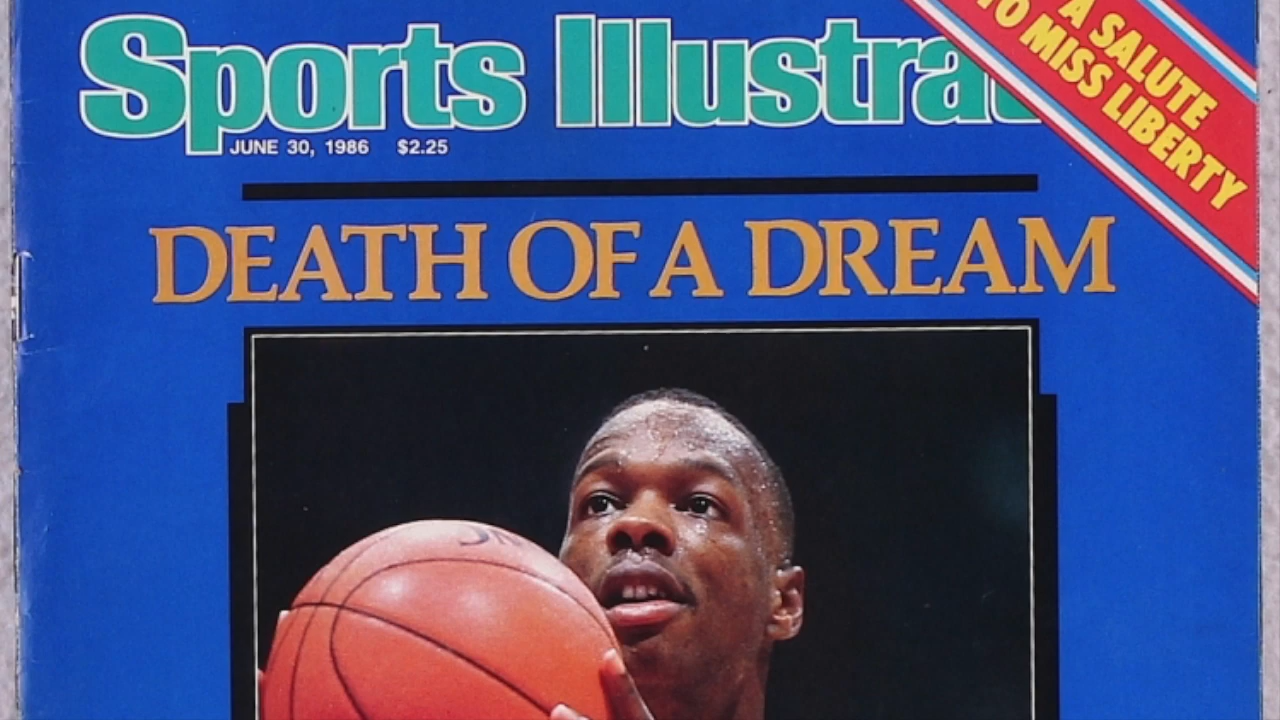 Sports Illustrat
JUNE 30, 1986 $2.25
A SALUTE
TO MISS LIBERTY
DEATH OF A DREAM